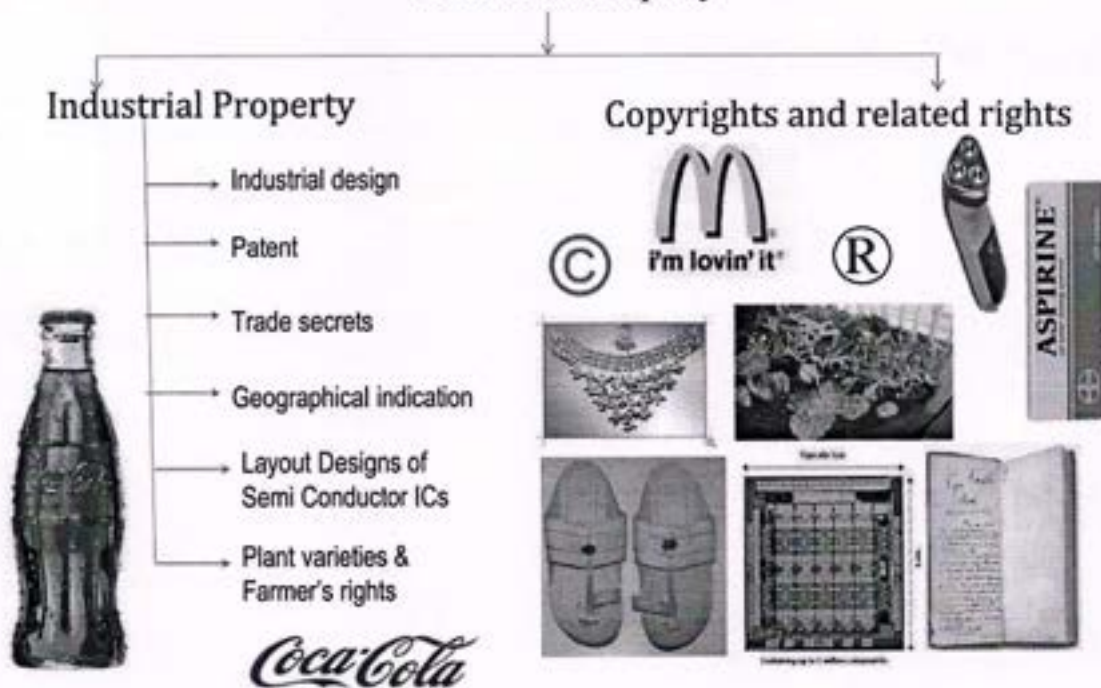 Industrial Property
Copyrights and related rights
Industrial design
Patent
Trade secrets
Geographical indication
Layout Designs of
Semi Conductor ICs
Plant varieties &
Farmer's rights
Coca-Cola
©
i'm lovin' it®
®
ASPIRINE